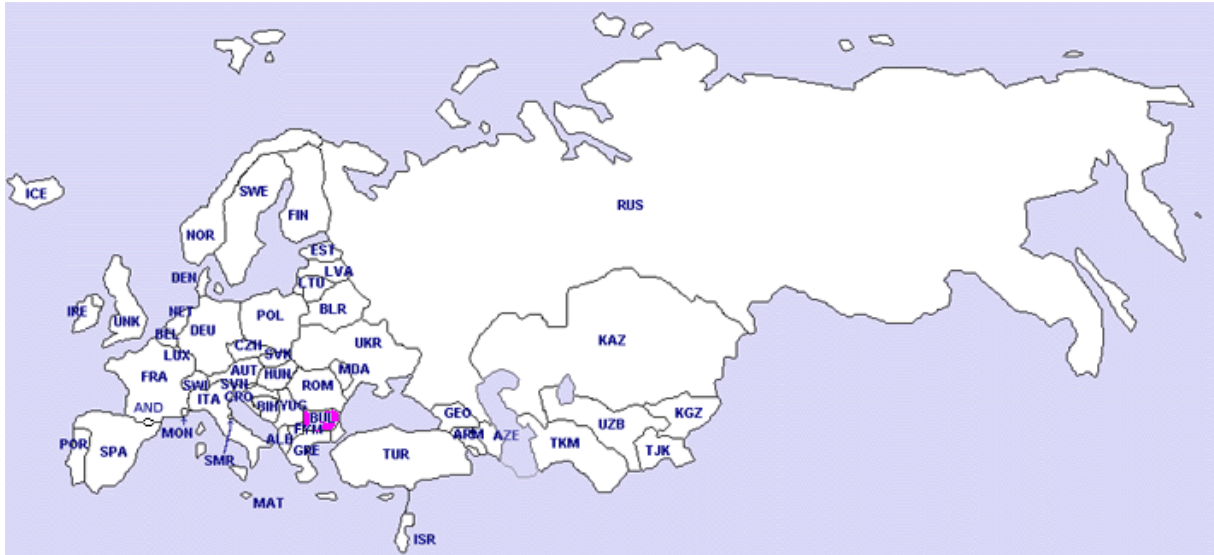 ICE
SWE
FIN
NOR
RUS
EST
LVA
LTU
DEN
IRE
UNK
NET
BEL
DEU
POL
BLR
LUX
CZH
SVK
UKR
KAZ
FRA
SWI
AUT
HUN
MDA
SVN
ITA
CRO
ROM
BIH
YUG
BUL
AND
MON
GEO
UZB
KGZ
FYM
ALB
ARM
AZE
TKM
TJK
POR
SPA
SMR
GRE
TUR
MAT
ISR